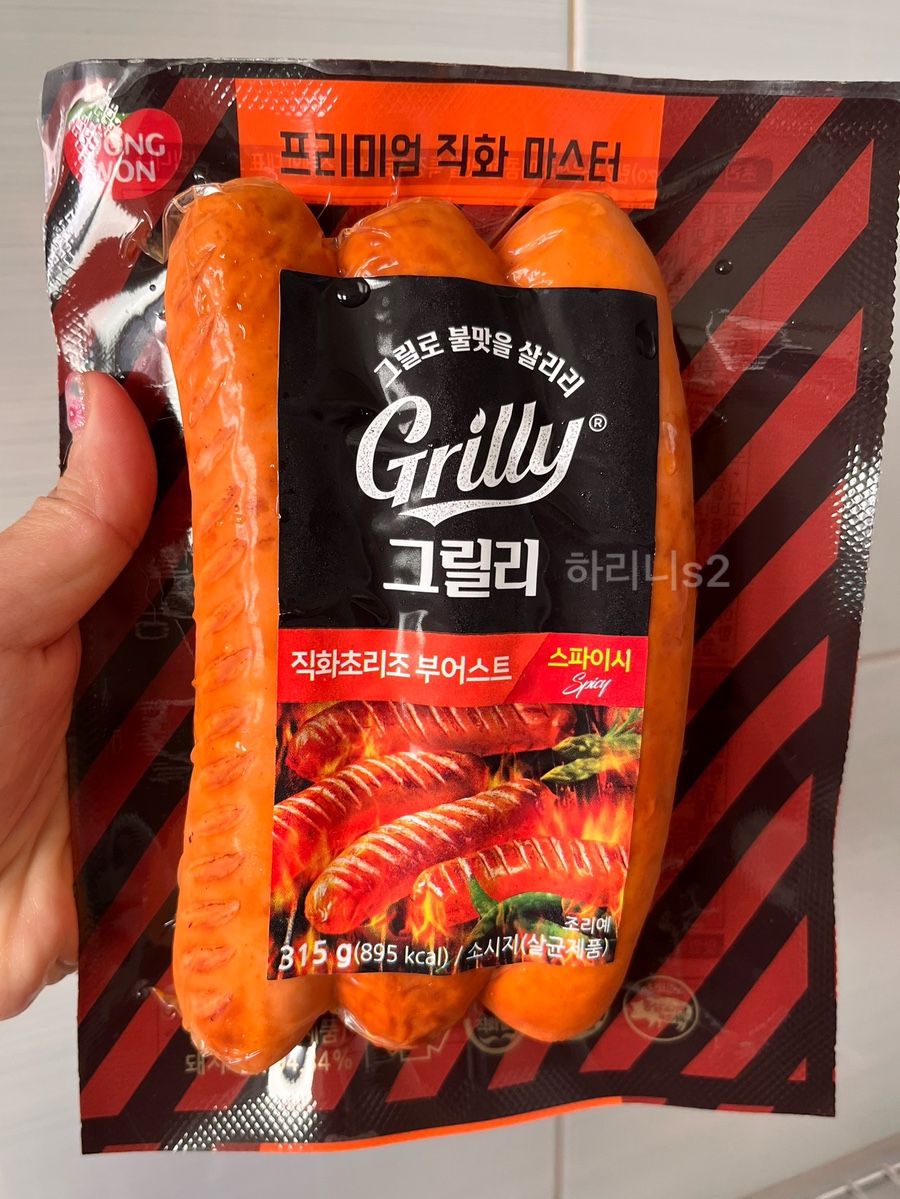 DONG
WON
프리미엄 직화 마스터
그릴로 불맛을 살리리
Grilly®
그릴리
하리니s2
직화초리조 부어스트
스파이시
Spicy
조리예
315 g(895 kcal) / 소시지(살균제품)